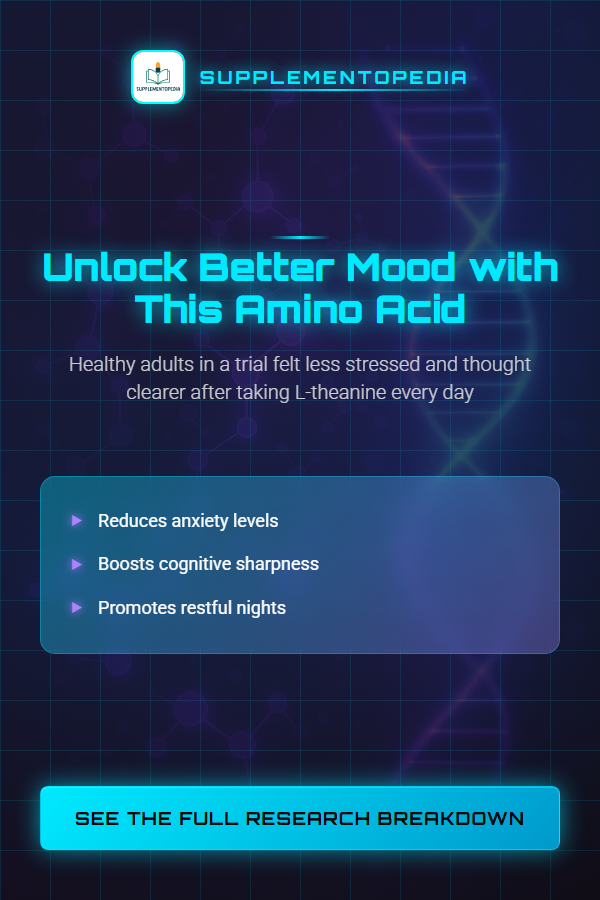 SUPPLEMENTOPEDIA
SUPPLEMENTOPEDIA
Unlock Better Mood with
This Amino Acid
Healthy adults in a trial felt less stressed and thought
clearer after taking L-theanine every day
Reduces anxiety levels
Boosts cognitive sharpness
Promotes restful nights
SEE THE FULL RESEARCH BREAKDOWN